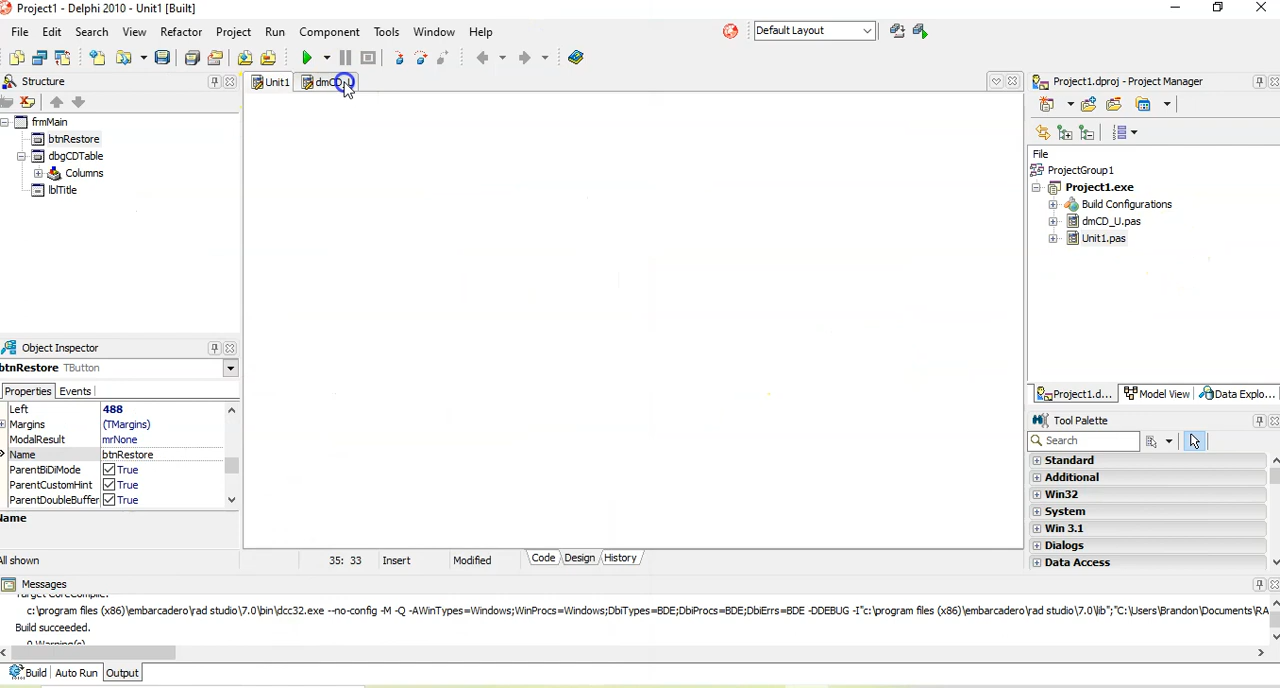 Project1 - Delphi 2010 - Unit1 [Built]
File Edit Search View Refactor Project Run Component Tools Window Help
Default Layout
Structure
frmMain
btnRestore
dbgCDTable
Columns
lblTitle
Unit1
Project1.dproj - Project Manager
File
ProjectGroup1
Project1.exe
Build Configurations
dmCD_U.pas
Unit1.pas
Project1.d... Model View Data Explo...
Object Inspector
btnRestore TButton
Properties Events
Left 488
Margins (TMargins)
ModalResult mrNone
Name btnRestore
ParentBiDiMode True
ParentCustomHint True
ParentDoubleBuffer True
Name
All shown
35: 33 Insert Modified Code Design History
Tool Palette
Search
Standard
Additional
Win32
System
Win 3.1
Dialogs
Data Access
Messages
Target CoreCompile:
c:\program files (x86)\embarcadero\rad studio\7.0\bin\dcc32.exe --no-config -M -Q -AWinTypes=Windows;WinProcs=Windows;DbiTypes=BDE;DbiProcs=BDE;DbiErrs=BDE -DDEBUG -I"c:\program files (x86)\embarcadero\rad studio\7.0\lib";"C:\Users\Brandon\Documents\RA
Build succeeded.
0 Warning(s)
Build Auto Run Output